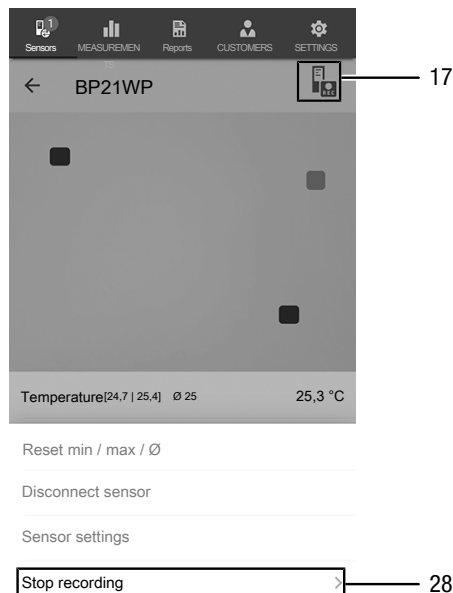 1
Sensors MEASUREMEN TS Reports CUSTOMERS SETTINGS
← BP21WP
REC
17
Temperature[24,7 | 25,4] Ø 25 25,3 °C
Reset min / max / Ø
Disconnect sensor
Sensor settings
Stop recording >
28